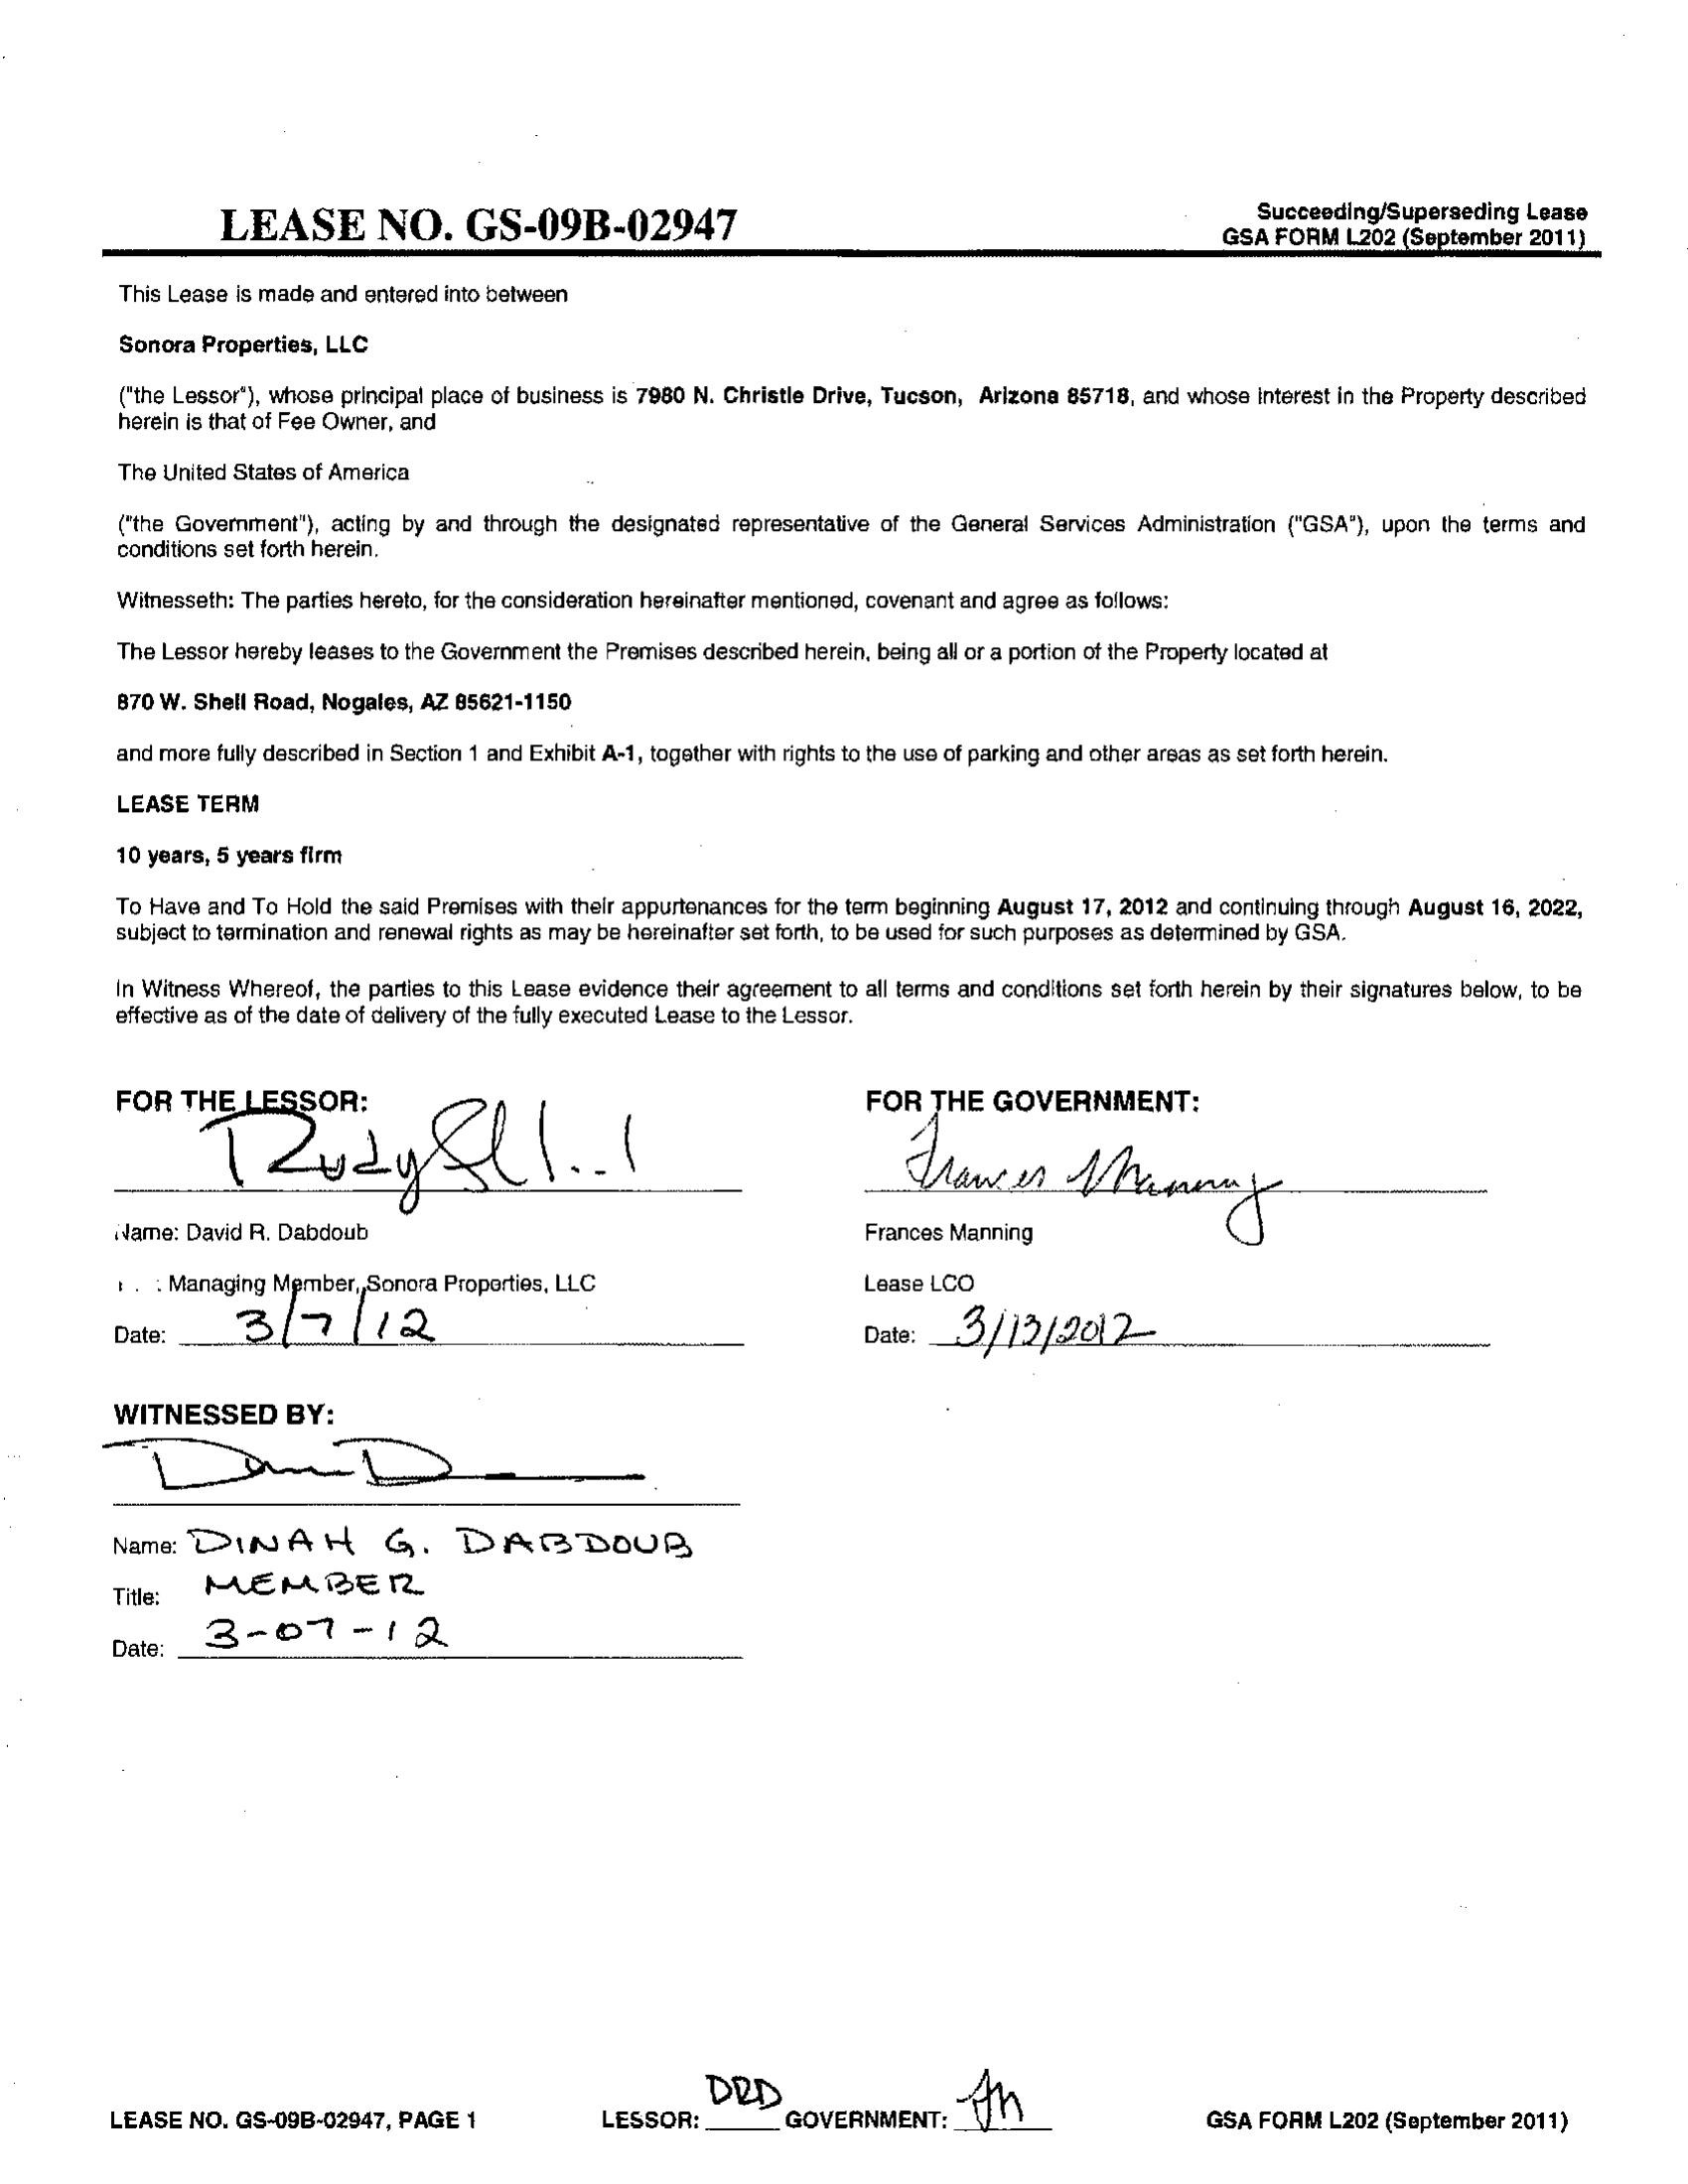 LEASE NO. GS-09B-02947
Succeeding/Superseding Lease
GSA FORM L202 (September 2011)
This Lease is made and entered into between
Sonora Properties, LLC
("the Lessor"), whose principal place of business is 7980 N. Christie Drive, Tucson, Arizona 85718, and whose interest in the Property described
herein is that of Fee Owner, and
The United States of America
("the Government"), acting by and through the designated representative of the General Services Administration ("GSA"), upon the terms and
conditions set forth herein.
Witnesseth: The parties hereto, for the consideration hereinafter mentioned, covenant and agree as follows:
The Lessor hereby leases to the Government the Premises described herein, being all or a portion of the Property located at
870 W. Shell Road, Nogales, AZ 85621-1150
and more fully described in Section 1 and Exhibit A-1, together with rights to the use of parking and other areas as set forth herein.
LEASE TERM
10 years, 5 years firm
To Have and To Hold the said Premises with their appurtenances for the term beginning August 17, 2012 and continuing through August 16, 2022,
subject to termination and renewal rights as may be hereinafter set forth, to be used for such purposes as determined by GSA.
In Witness Whereof, the parties to this Lease evidence their agreement to all terms and conditions set forth herein by their signatures below, to be
effective as of the date of delivery of the fully executed Lease to the Lessor.
FOR THE LESSOR:
FOR THE GOVERNMENT:
Rudy
Frances Manning
Name: David R. Dabdoub
Frances Manning
: Managing Member, Sonora Properties, LLC
Lease LCO
Date: 3/7/12
Date: 3/13/2012
WITNESSED BY:
Name: DINAH G. DABDOUB
Title: MEMBER
Date: 3-07-12
LEASE NO. GS-09B-02947, PAGE 1
LESSOR: DRD GOVERNMENT: fm
GSA FORM L202 (September 2011)